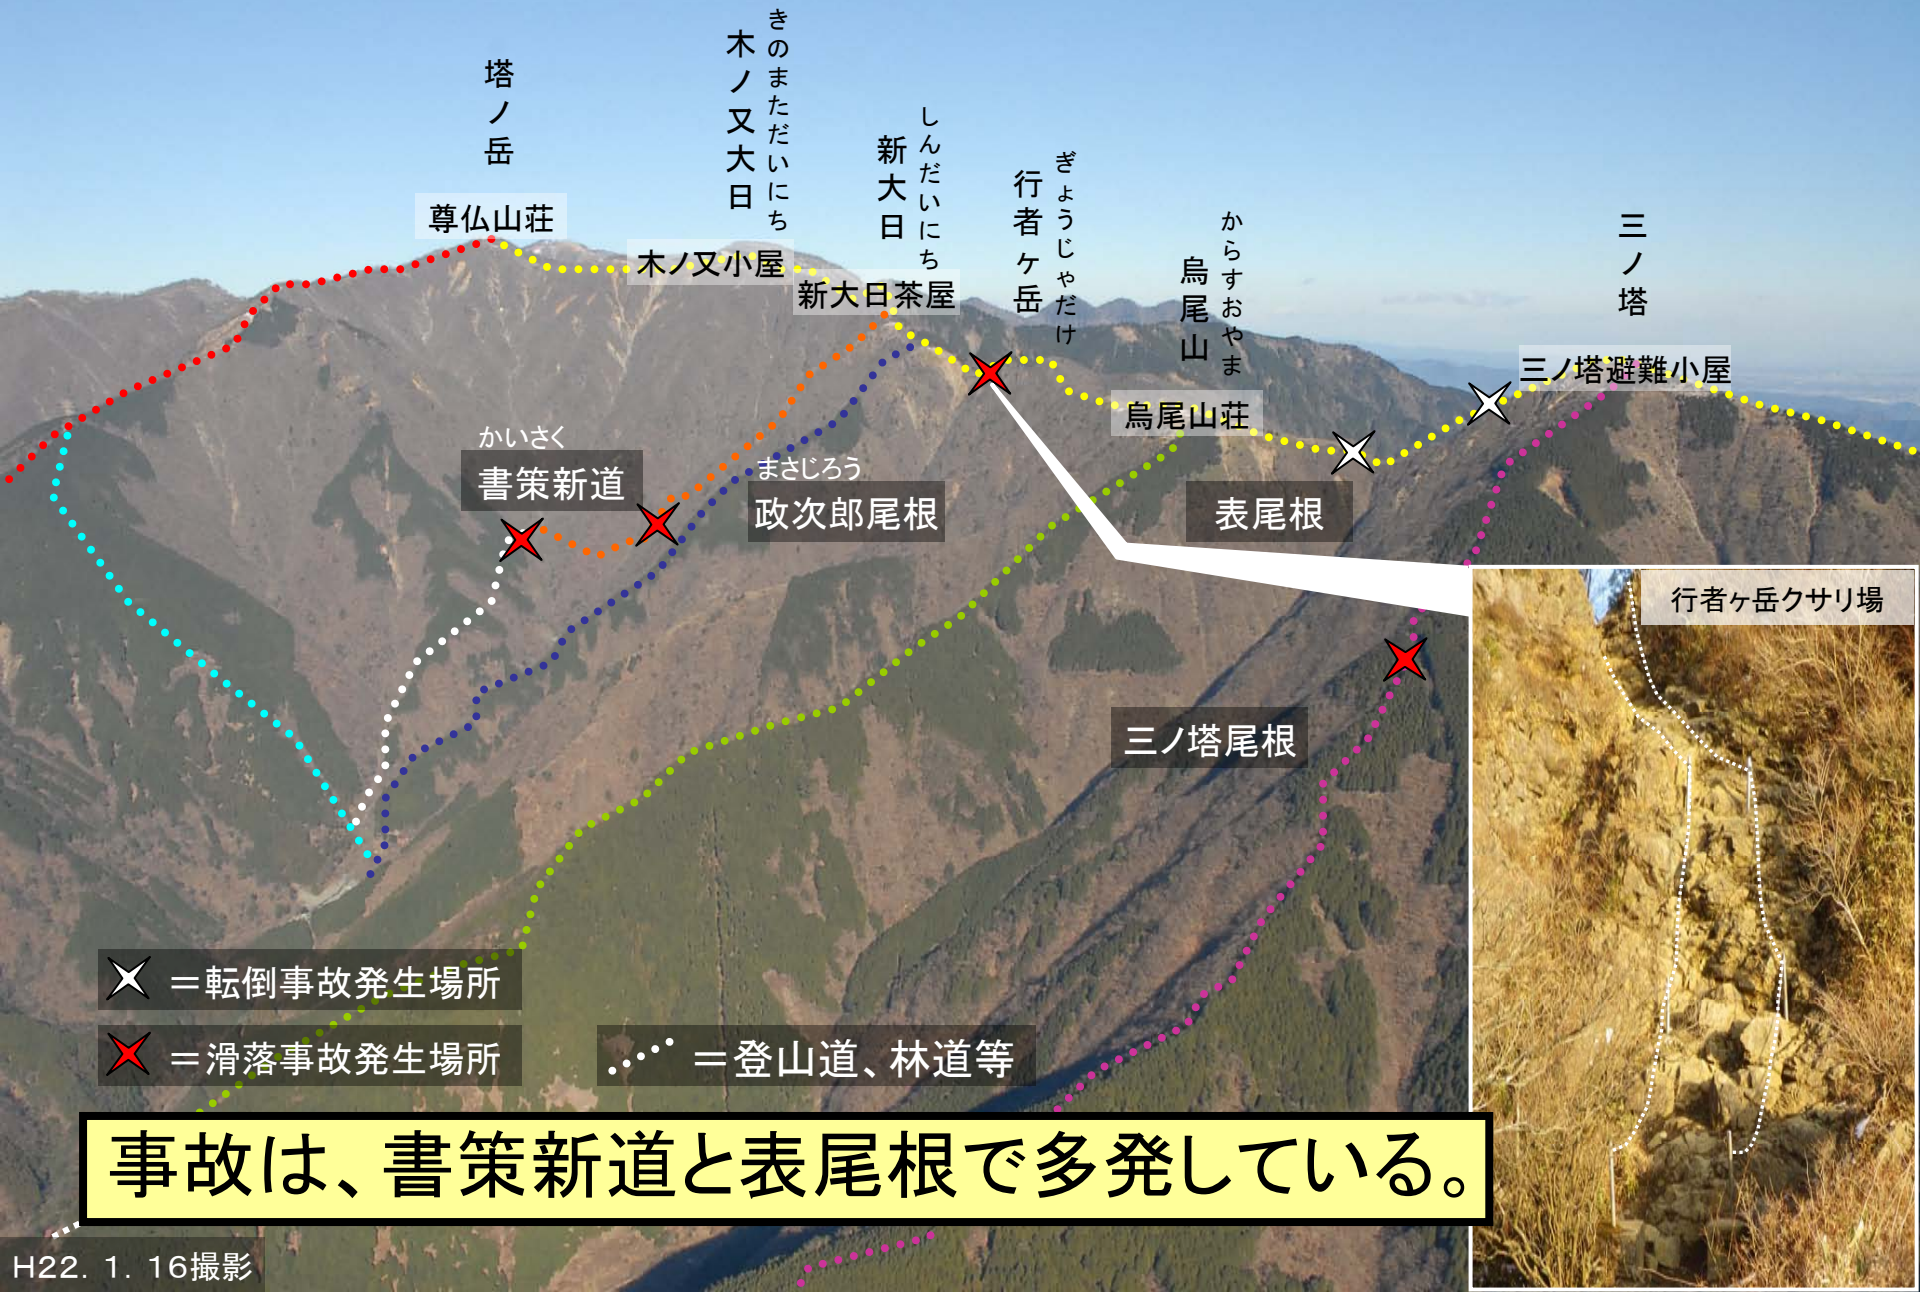 塔ノ岳
尊仏山荘
きのまただいにち
木ノ又大日
木ノ又小屋
しんだいにち
新大日
新大日茶屋
ぎょうじゃだけ
行者ヶ岳
からすおやま
烏尾山
烏尾山荘
三ノ塔
三ノ塔避難小屋
かいさく
書策新道
まさじろう
政次郎尾根
表尾根
三ノ塔尾根
行者ヶ岳クサリ場
＝転倒事故発生場所
＝滑落事故発生場所
＝登山道、林道等
事故は、書策新道と表尾根で多発している。
H22．1．16撮影